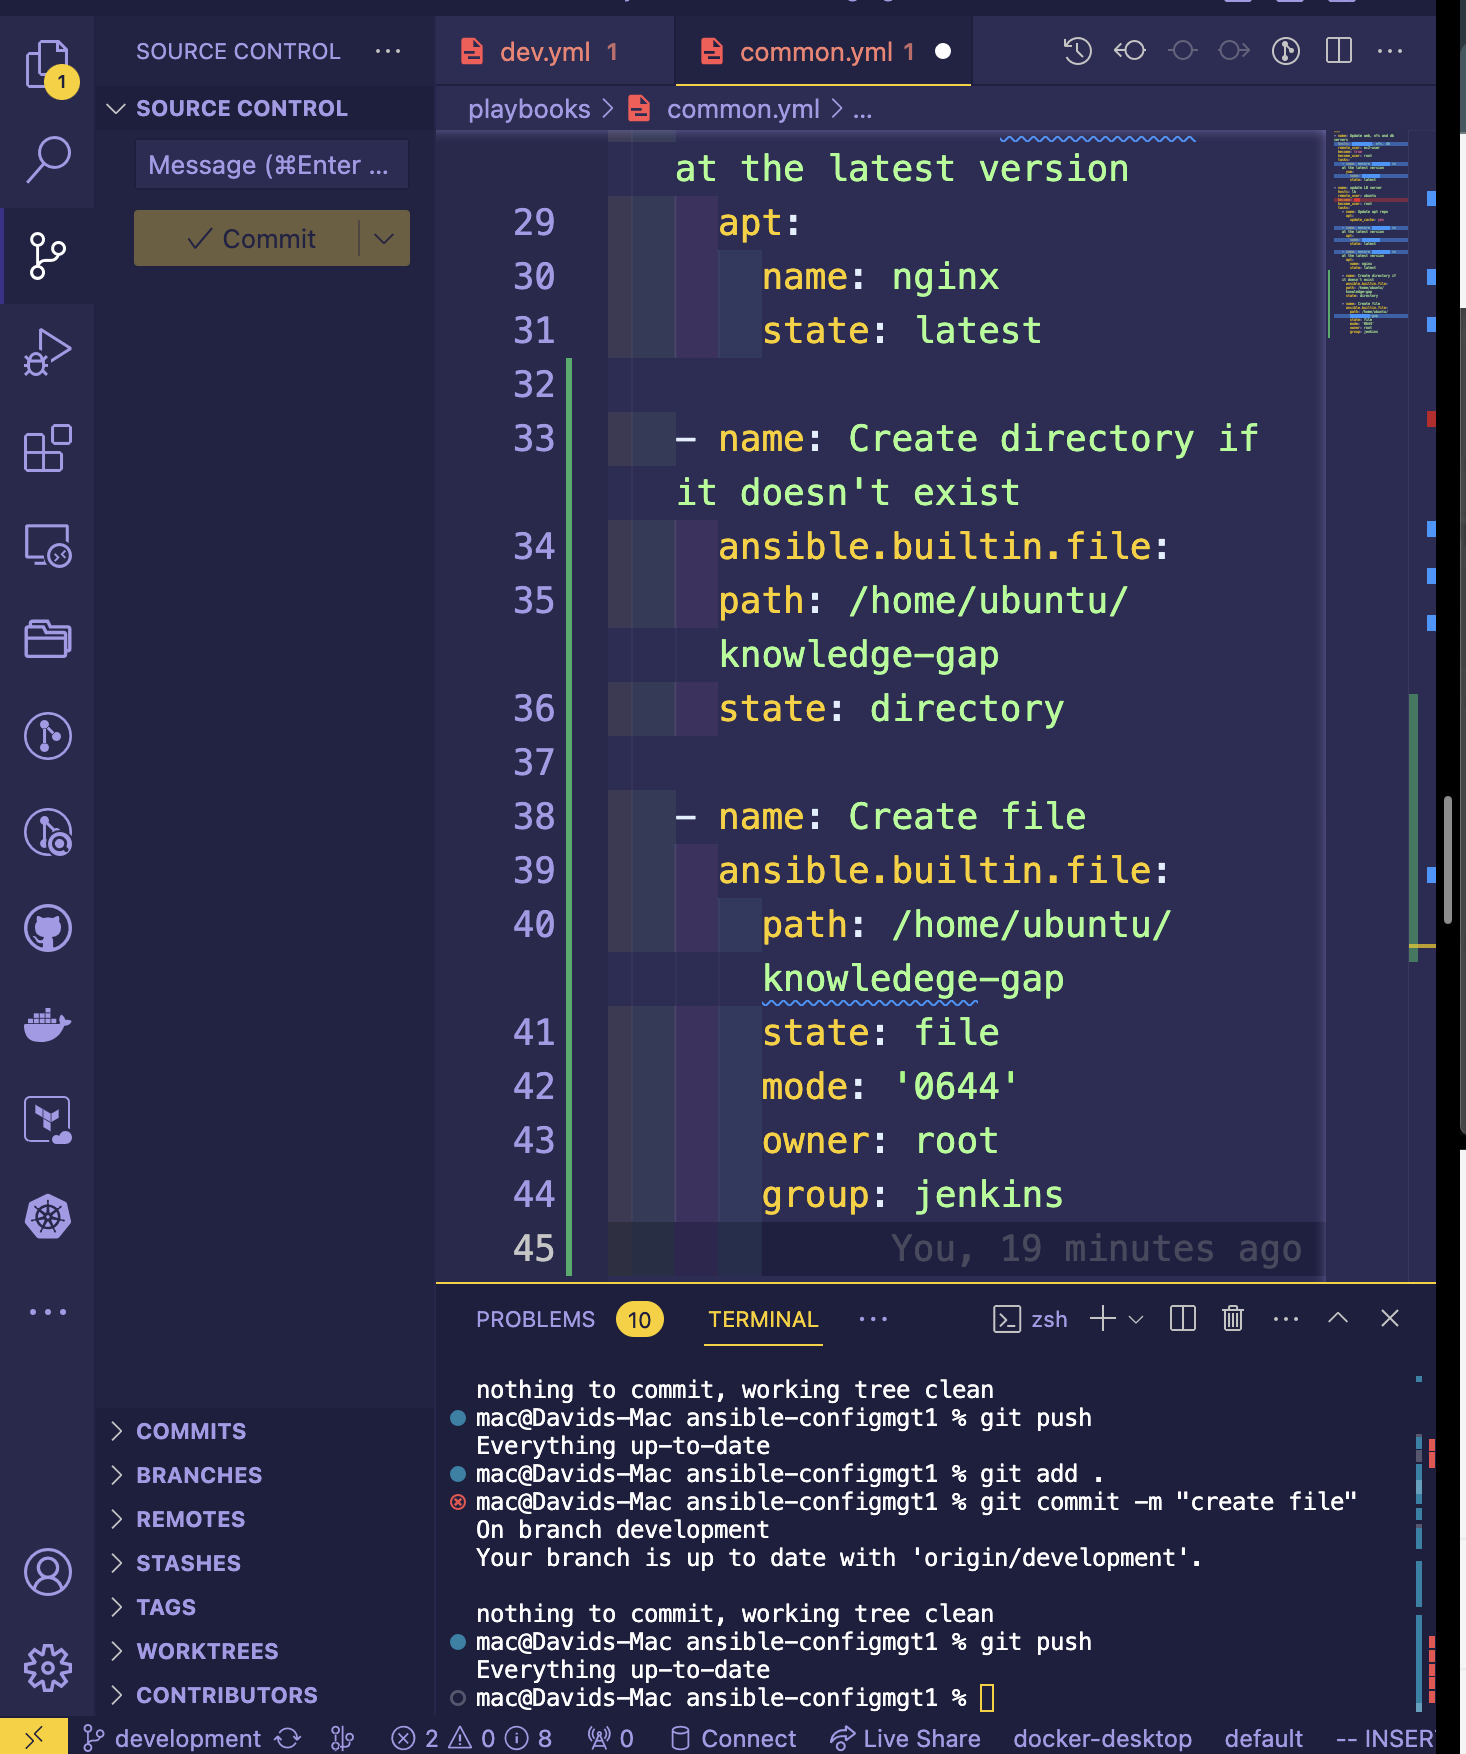 SOURCE CONTROL ...
dev.yml 1
common.yml 1
1
SOURCE CONTROL
playbooks > common.yml > ...
Message (⌘Enter ...
Commit
at the latest version
29 apt:
30 name: nginx
31 state: latest
32
33 - name: Create directory if
it doesn't exist
34 ansible.builtin.file:
35 path: /home/ubuntu/
knowledge-gap
36 state: directory
37
38 - name: Create file
39 ansible.builtin.file:
40 path: /home/ubuntu/
knowledege-gap
41 state: file
42 mode: '0644'
43 owner: root
44 group: jenkins
45 You, 19 minutes ago
PROBLEMS 10 TERMINAL ... zsh
nothing to commit, working tree clean
mac@Davids-Mac ansible-configmgt1 % git push
Everything up-to-date
mac@Davids-Mac ansible-configmgt1 % git add .
mac@Davids-Mac ansible-configmgt1 % git commit -m "create file"
On branch development
Your branch is up to date with 'origin/development'.
nothing to commit, working tree clean
mac@Davids-Mac ansible-configmgt1 % git push
Everything up-to-date
mac@Davids-Mac ansible-configmgt1 %
COMMITS
BRANCHES
REMOTES
STASHES
TAGS
WORKTREES
CONTRIBUTORS
development 2 0 8 0 Connect Live Share docker-desktop default -- INSER